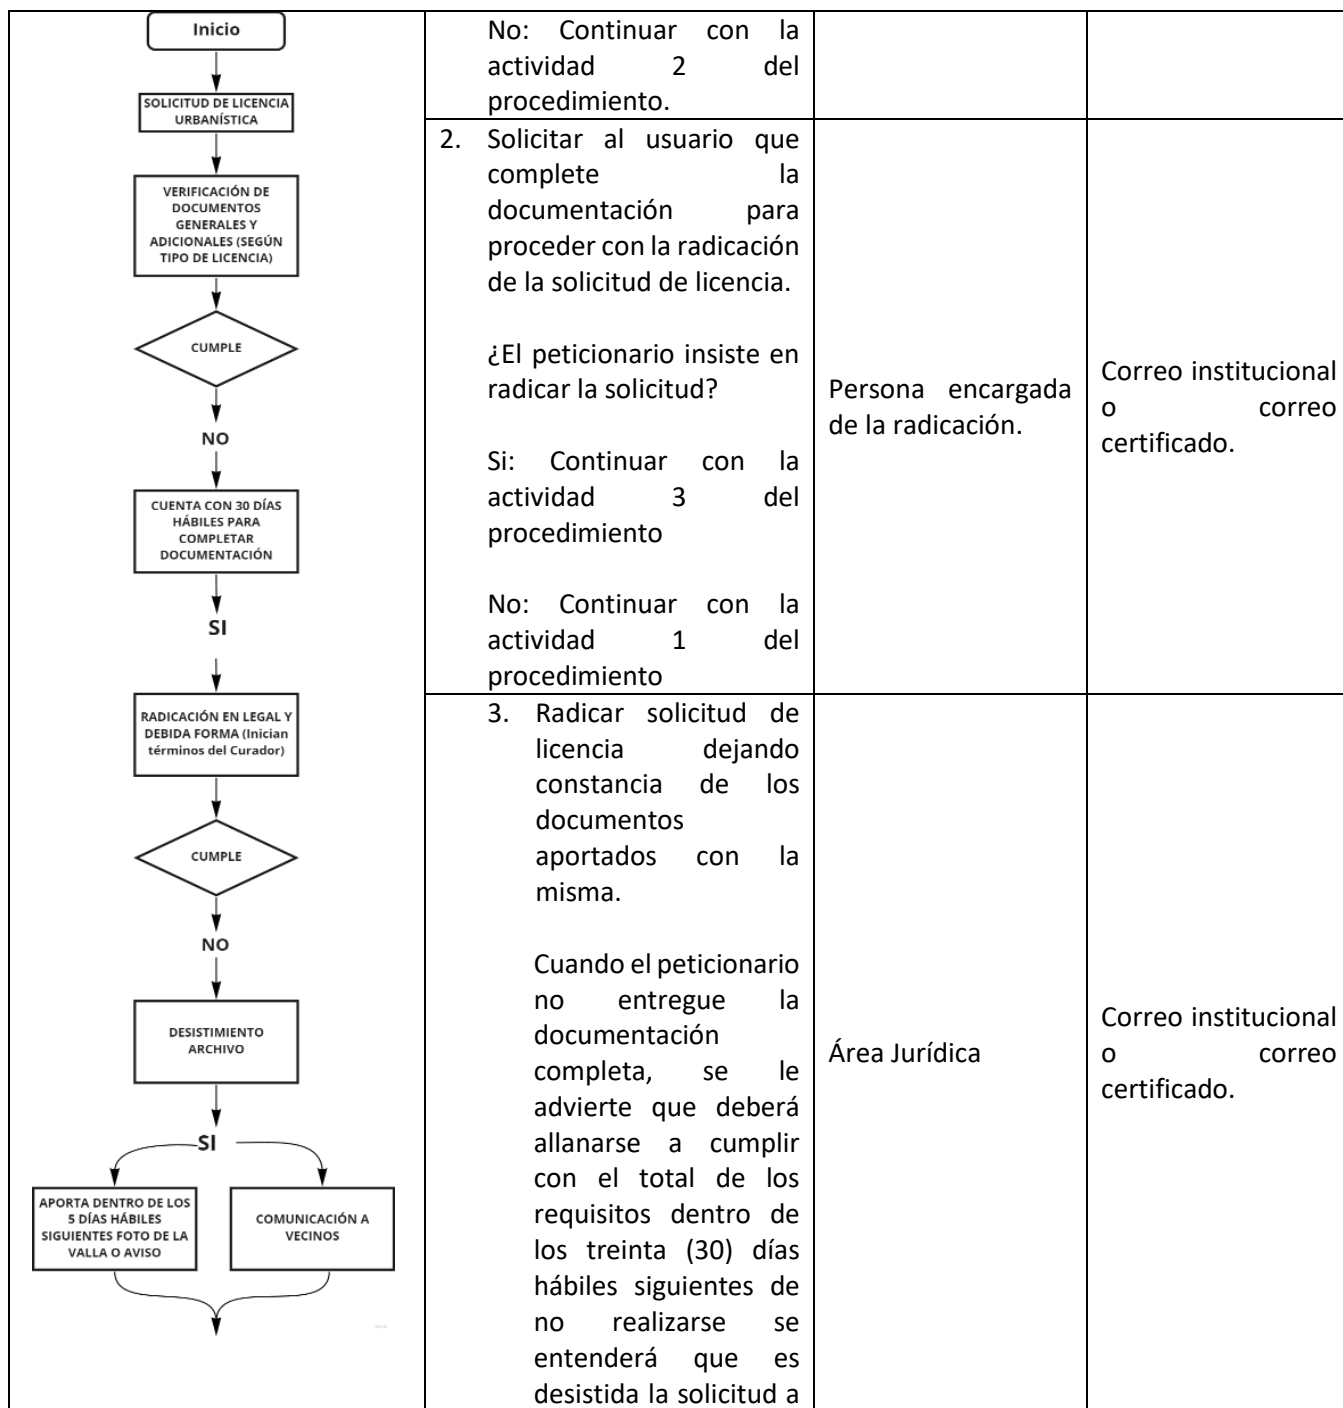 Inicio
SOLICITUD DE LICENCIA
URBANÍSTICA
VERIFICACIÓN DE
DOCUMENTOS
GENERALES Y
ADICIONALES (SEGÚN
TIPO DE LICENCIA)
CUMPLE
NO
CUENTA CON 30 DÍAS
HÁBILES PARA
COMPLETAR
DOCUMENTACIÓN
SI
RADICACIÓN EN LEGAL Y
DEBIDA FORMA (Inician
términos del Curador)
CUMPLE
NO
DESISTIMIENTO
ARCHIVO
SI
APORTA DENTRO DE LOS
5 DÍAS HÁBILES
SIGUIENTES FOTO DE LA
VALLA O AVISO
COMUNICACIÓN A
VECINOS
No: Continuar con la
actividad 2 del
procedimiento.
2. Solicitar al usuario que
complete la
documentación para
proceder con la radicación
de la solicitud de licencia.
¿El peticionario insiste en
radicar la solicitud?
Si: Continuar con la
actividad 3 del
procedimiento
No: Continuar con la
actividad 1 del
procedimiento
Persona encargada
de la radicación.
Correo institucional
o correo
certificado.
3. Radicar solicitud de
licencia dejando
constancia de los
documentos
aportados con la
misma.
Cuando el peticionario
no entregue la
documentación
completa, se le
advierte que deberá
allanarse a cumplir
con el total de los
requisitos dentro de
los treinta (30) días
hábiles siguientes de
no realizarse se
entenderá que es
desistida la solicitud a
Área Jurídica
Correo institucional
o correo
certificado.